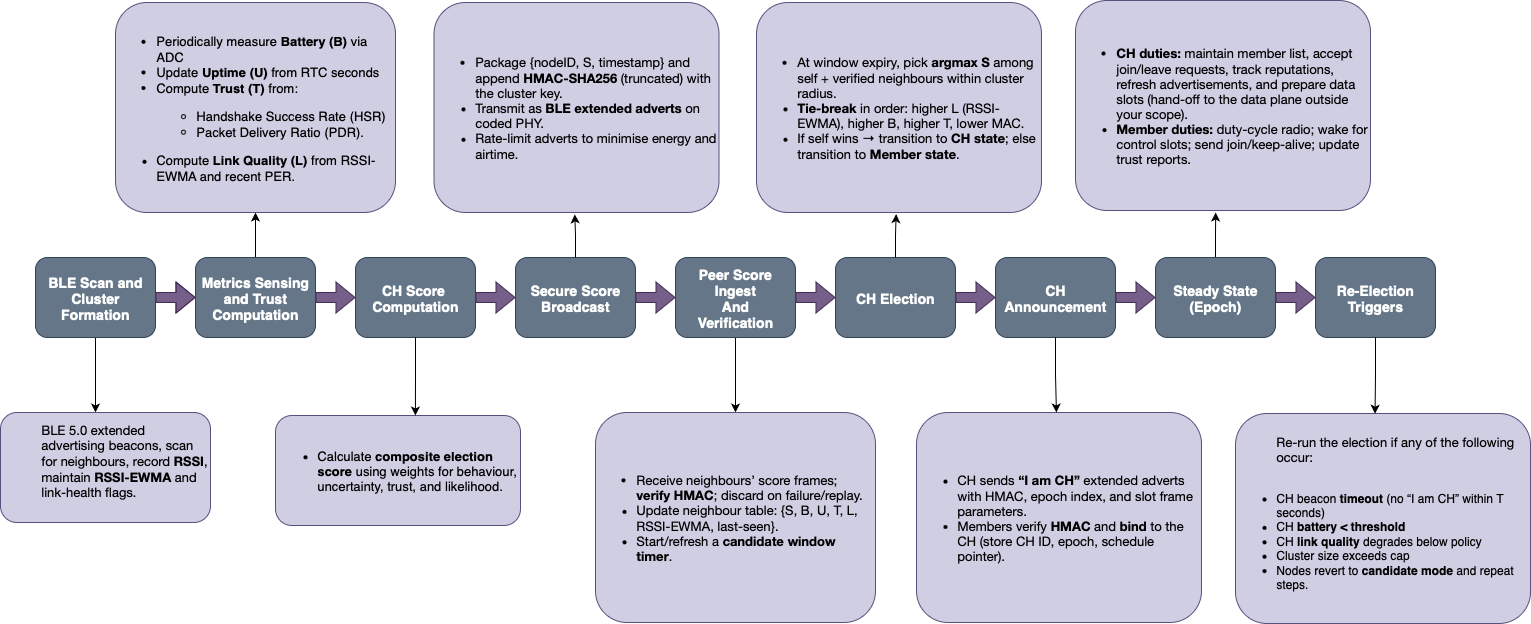 Periodically measure Battery (B) via
ADC
Update Uptime (U) from RTC seconds
Compute Trust (T) from:
Handshake Success Rate (HSR)
Packet Delivery Ratio (PDR).
Compute Link Quality (L) from RSSI-
EWMA and recent PER.
Package {nodeID, S, timestamp} and
append HMAC-SHA256 (truncated) with
the cluster key.
Transmit as BLE extended adverts on
coded PHY.
Rate-limit adverts to minimise energy and
airtime.
At window expiry, pick argmax S among
self + verified neighbours within cluster
radius.
Tie-break in order: higher L (RSSI-
EWMA), higher B, higher T, lower MAC.
If self wins → transition to CH state; else
transition to Member state.
CH duties: maintain member list, accept
join/leave requests, track reputations,
refresh advertisements, and prepare data
slots (hand-off to the data plane outside
your scope).
Member duties: duty-cycle radio; wake for
control slots; send join/keep-alive; update
trust reports.
BLE Scan and
Cluster
Formation
Metrics Sensing
and Trust
Computation
CH Score
Computation
Secure Score
Broadcast
Peer Score
Ingest
And
Verification
CH Election
CH
Announcement
Steady State
(Epoch)
Re-Election
Triggers
BLE 5.0 extended
advertising beacons, scan
for neighbours, record RSSI,
maintain RSSI-EWMA and
link-health flags.
Calculate composite election
score using weights for behaviour,
uncertainty, trust, and likelihood.
Receive neighbours’ score frames;
verify HMAC; discard on failure/replay.
Update neighbour table: {S, B, U, T, L,
RSSI-EWMA, last-seen}.
Start/refresh a candidate window
timer.
CH sends “I am CH” extended adverts
with HMAC, epoch index, and slot frame
parameters.
Members verify HMAC and bind to the
CH (store CH ID, epoch, schedule
pointer).
Re-run the election if any of the following
occur:
CH beacon timeout (no “I am CH” within T
seconds)
CH battery < threshold
CH link quality degrades below policy
Cluster size exceeds cap
Nodes revert to candidate mode and repeat
steps.